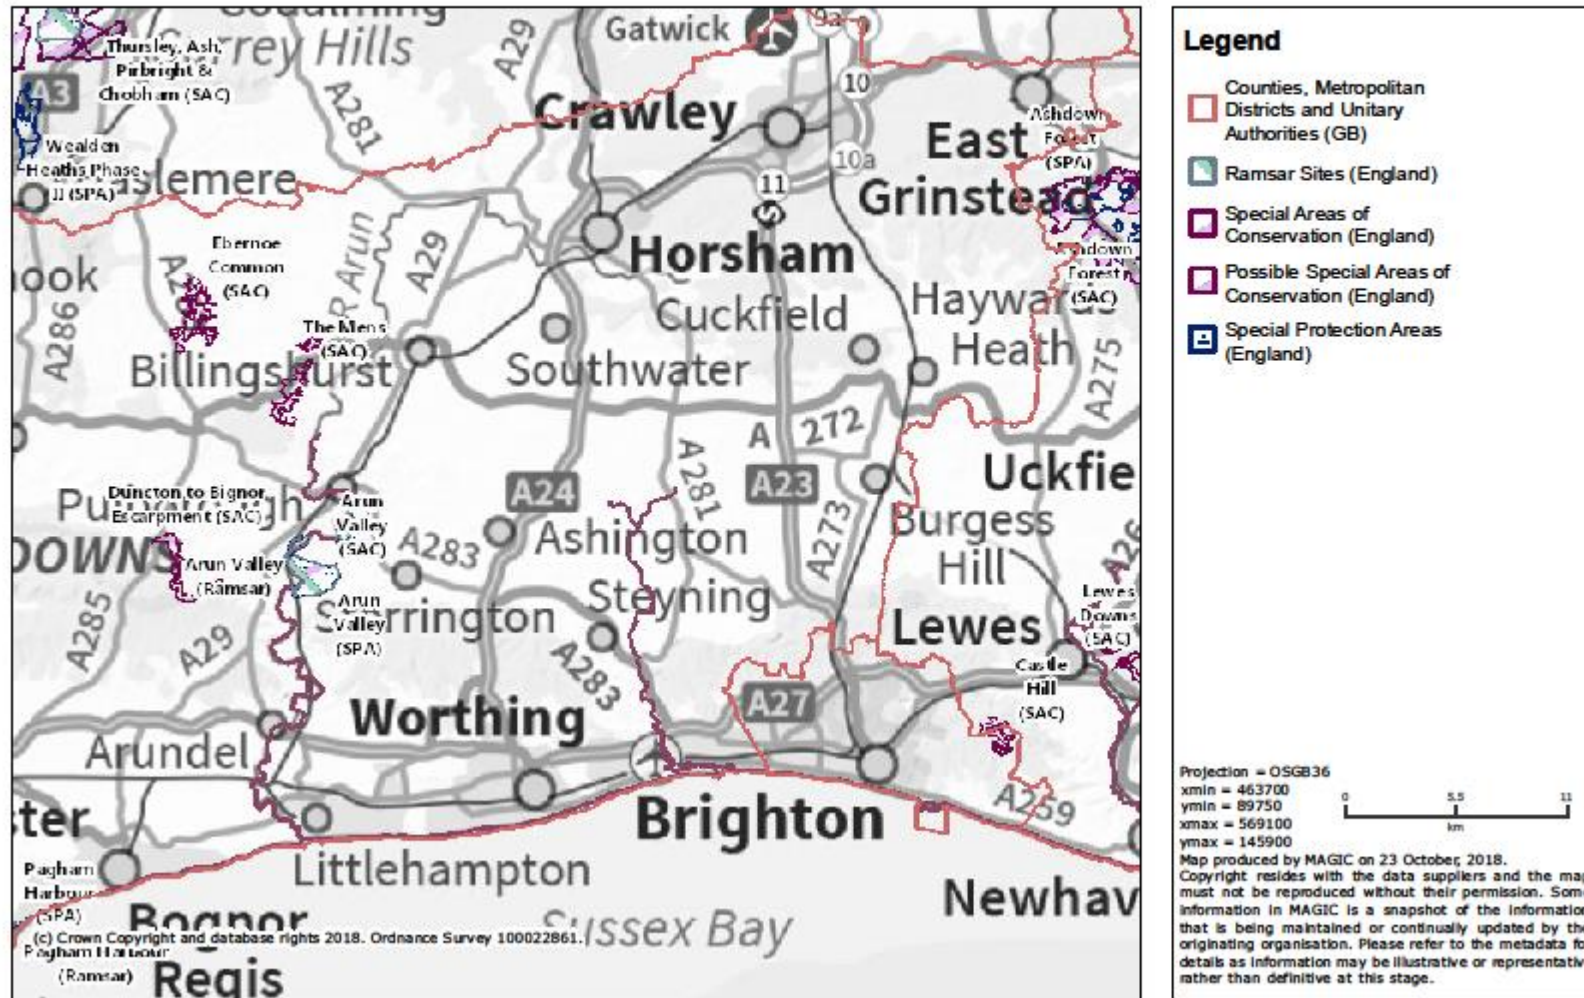 Godalming
Surrey Hills
Thursley, Ash,
Pirbright &
Chobham (SAC)
A3
A281
A29
Gatwick
9a
9
10
10a
11
S
Crawley
East
Grinstead
Ashdown
Forest
(SPA)
Wealden
Heaths Phase
II (SPA)
aslemere
Ebernoe
Common
(SAC)
R Arun
A29
Horsham
Ashdown
Forest
(SAC)
ook
A2
A286
The Mens
(SAC)
Billingshurst
Cuckfield
Southwater
Haywards
Heath
A275
A 272
A24
A281
A23
A273
Uckfie
Duncton to Bignor
Escarpment (SAC)
Pulborough
Arun
Valley
(SAC)
DOWNS
Arun Valley
(Ramsar)
A283
Ashington
Burgess
Hill
A26
Arun
Valley
(SPA)
Storrington
Steyning
Lewes
Lewes
Downs
(SAC)
A285
A29
A283
Castle
Hill
(SAC)
A27
Worthing
Arundel
ster
Brighton
A259
Littlehampton
Newhav
Pagham
Harbour
(SPA)
Bognor
Regis
Sussex Bay
(c) Crown Copyright and database rights 2018. Ordnance Survey 100022861.
Pagham Harbour
(Ramsar)
Legend
Counties, Metropolitan
Districts and Unitary
Authorities (GB)
Ramsar Sites (England)
Special Areas of
Conservation (England)
Possible Special Areas of
Conservation (England)
Special Protection Areas
(England)
Projection = OSGB36
xmin = 463700
ymin = 89750
xmax = 569100
ymax = 145900
0 5.5 11
km
Map produced by MAGIC on 23 October, 2018.
Copyright resides with the data suppliers and the map
must not be reproduced without their permission. Some
information in MAGIC is a snapshot of the information
that is being maintained or continually updated by the
originating organisation. Please refer to the metadata for
details as information may be illustrative or representative
rather than definitive at this stage.